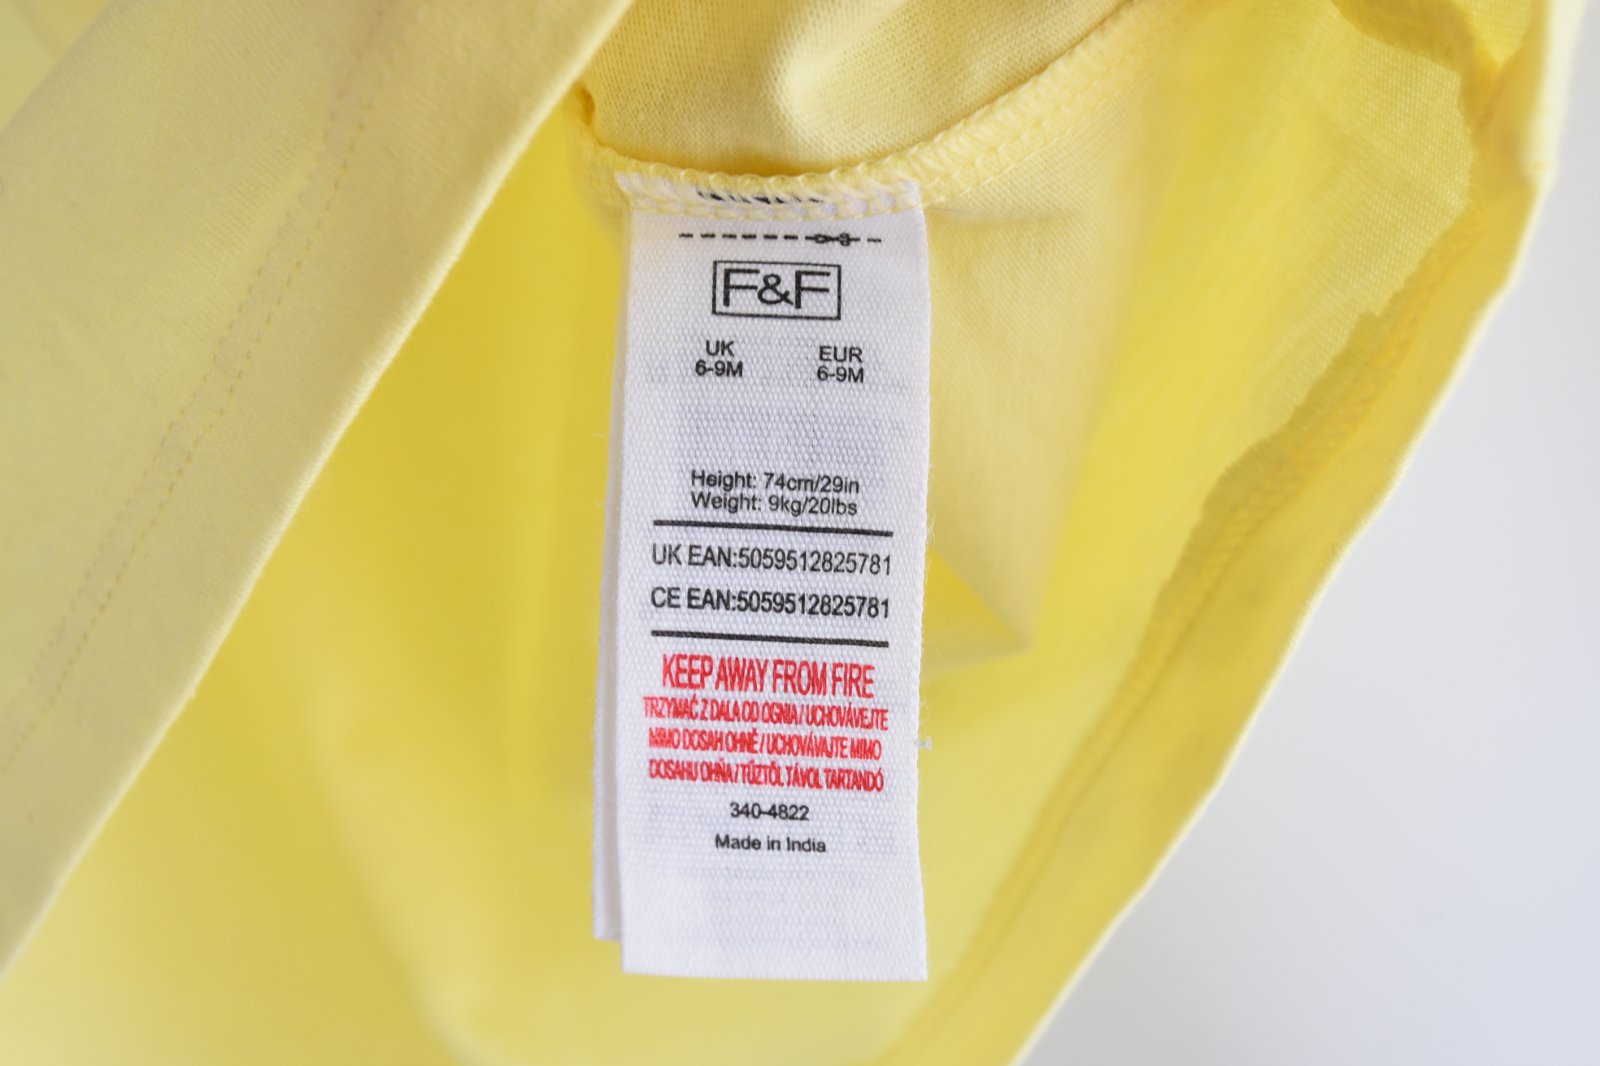 F&F
UK EUR
6-9M 6-9M
Height: 74cm/29in
Weight: 9kg/20lbs
UK EAN:5059512825781
CE EAN:5059512825781
KEEP AWAY FROM FIRE
TRZYMAĆ Z DALA OD OGNIA / UCHOVÁVEJTE
MIMO DOSAH OHNĚ / UCHOVÁVAJTE MIMO
DOSAHU OHŇA / TŰZTŐL TÁVOL TARTANDÓ
340-4822
Made in India